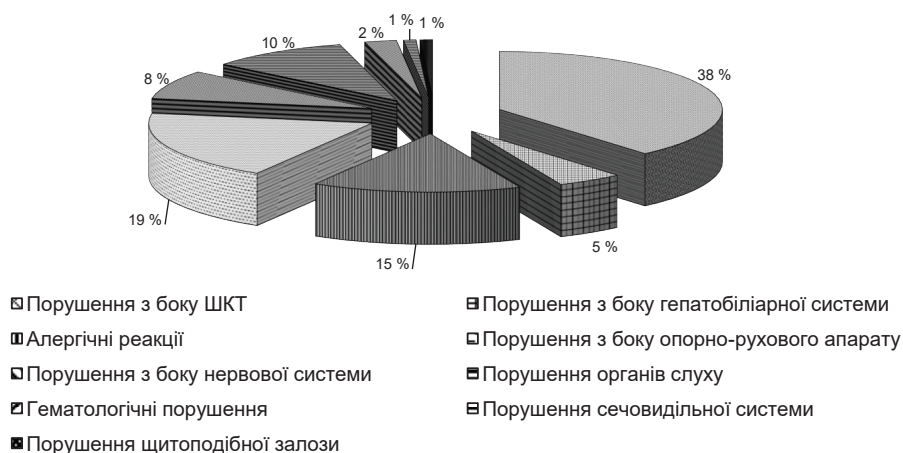 1 %
1 %
2 %
10 %
38 %
8 %
19 %
5 %
15 %
Порушення з боку ШКТ
Порушення з боку гепатобіліарної системи
Алергічні реакції
Порушення з боку опорно-рухового апарату
Порушення з боку нервової системи
Порушення органів слуху
Гематологічні порушення
Порушення сечовидільної системи
Порушення щитоподібної залози